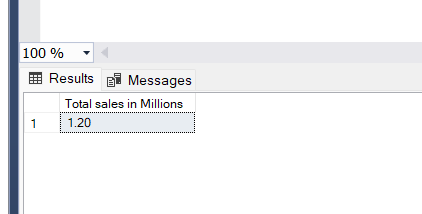 100 %
Results Messages
Total sales in Millions
1 1.20